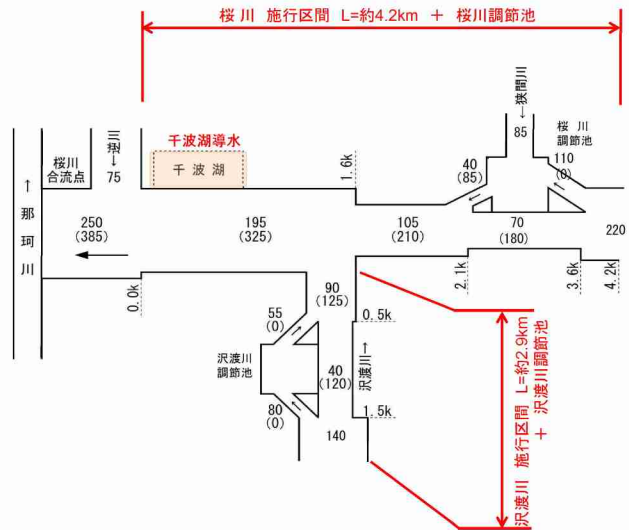 桜川 施行区間 L=約4.2km + 桜川調節池
←狭間川
85
桜川
調節池
千波湖導水
千波湖
桜川
合流点
←逆川
75
1.6k
40
(85)
110
(0)
↑那珂川
250
(385)
195
(325)
105
(210)
70
(180)
220
0.0k
2.1k
3.6k
4.2k
90
(125)
55
(0)
0.5k
沢渡川
調節池
40
(120)
沢渡川→
80
(0)
1.5k
140
沢渡川 施行区間 L=約2.9km
+ 沢渡川調節池